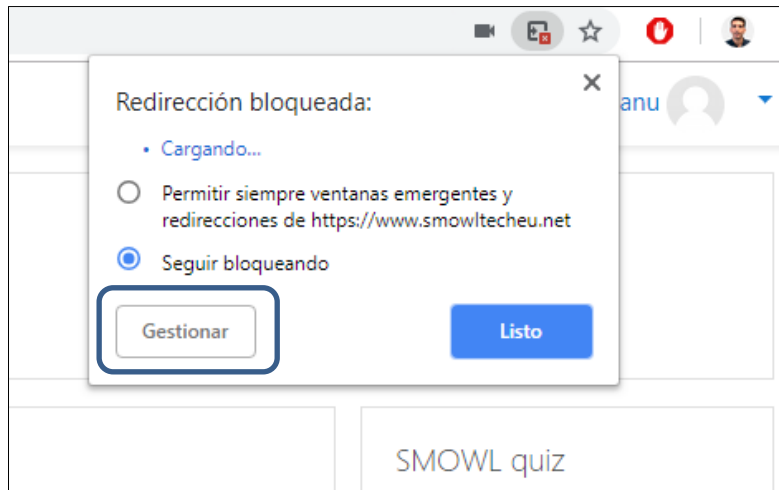 Redirección bloqueada:
anu
• Cargando...
Permitir siempre ventanas emergentes y
redirecciones de https://www.smowltecheu.net
Seguir bloqueando
Gestionar
Listo
SMOWL quiz